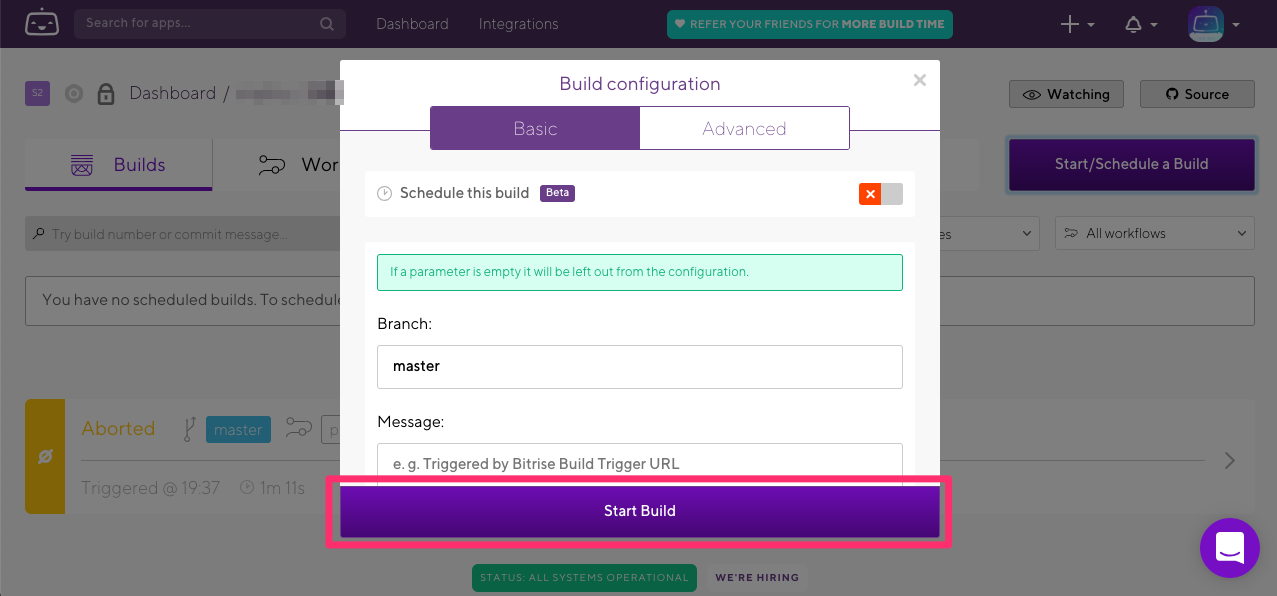 Search for apps...
Dashboard
Integrations
REFER YOUR FRIENDS FOR MORE BUILD TIME
S2
Dashboard /
Build configuration
Watching
Source
Basic
Advanced
Builds
Wor
Start/Schedule a Build
Schedule this build
Beta
Try build number or commit message...
es
All workflows
If a parameter is empty it will be left out from the configuration.
You have no scheduled builds. To schedule
Branch:
master
Message:
Aborted
master
p
e. g. Triggered by Bitrise Build Trigger URL
Triggered @ 19:37
1m 11s
Start Build
STATUS: ALL SYSTEMS OPERATIONAL
WE'RE HIRING